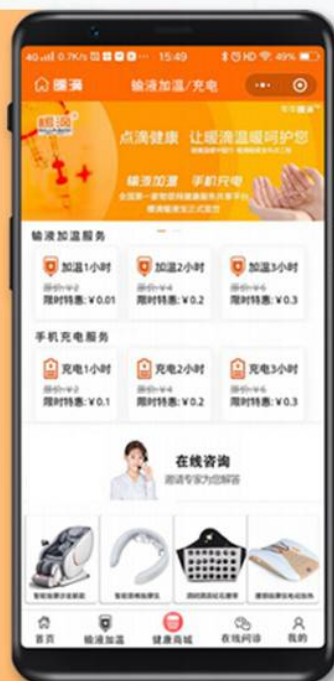 4G 0.7K/s 15:49 HD 49%
暖滴 输液加温/充电
暖滴
点滴健康 让暖滴温暖呵护您
输液加温 手机充电
输液加温服务
加温1小时 加温2小时 加温3小时
原价:¥2 原价:¥4 原价:¥6
限时特惠:¥0.01 限时特惠:¥0.2 限时特惠:¥0.3
手机充电服务
充电1小时 充电2小时 充电3小时
原价:¥2 原价:¥4 原价:¥6
限时特惠:¥0.1 限时特惠:¥0.2 限时特惠:¥0.3
在线咨询
邀请专家为您解答
首页 输液加温 健康商城 在线问诊 我的